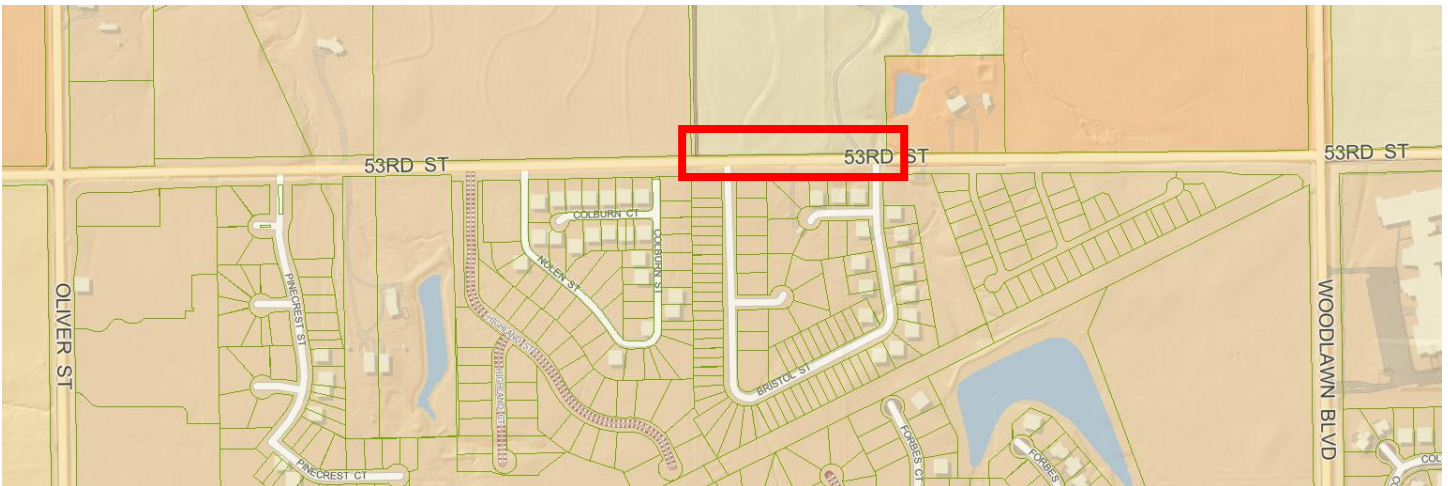 53RD ST
53RD ST
53RD ST
COLBURN CT
COLBURN ST
NOLEN ST
PINECREST ST
OLIVER ST
HIGHLAND ST
HIGHLAND CT
BRISTOL ST
WOODLAWN BLVD
FORBES CT
FORBES
PINECREST CT
COL